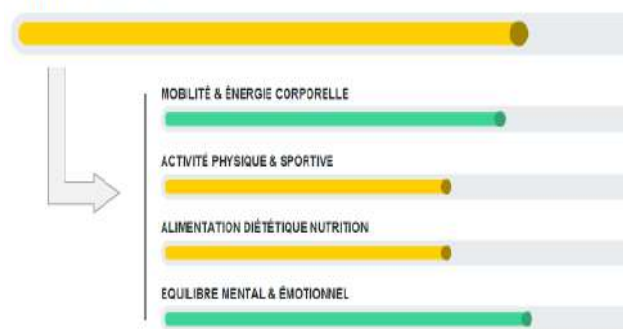 MOBILITÉ & ÉNERGIE CORPORELLE
ACTIVITÉ PHYSIQUE & SPORTIVE
ALIMENTATION DIÉTÉTIQUE NUTRITION
EQUILIBRE MENTAL & ÉMOTIONNEL